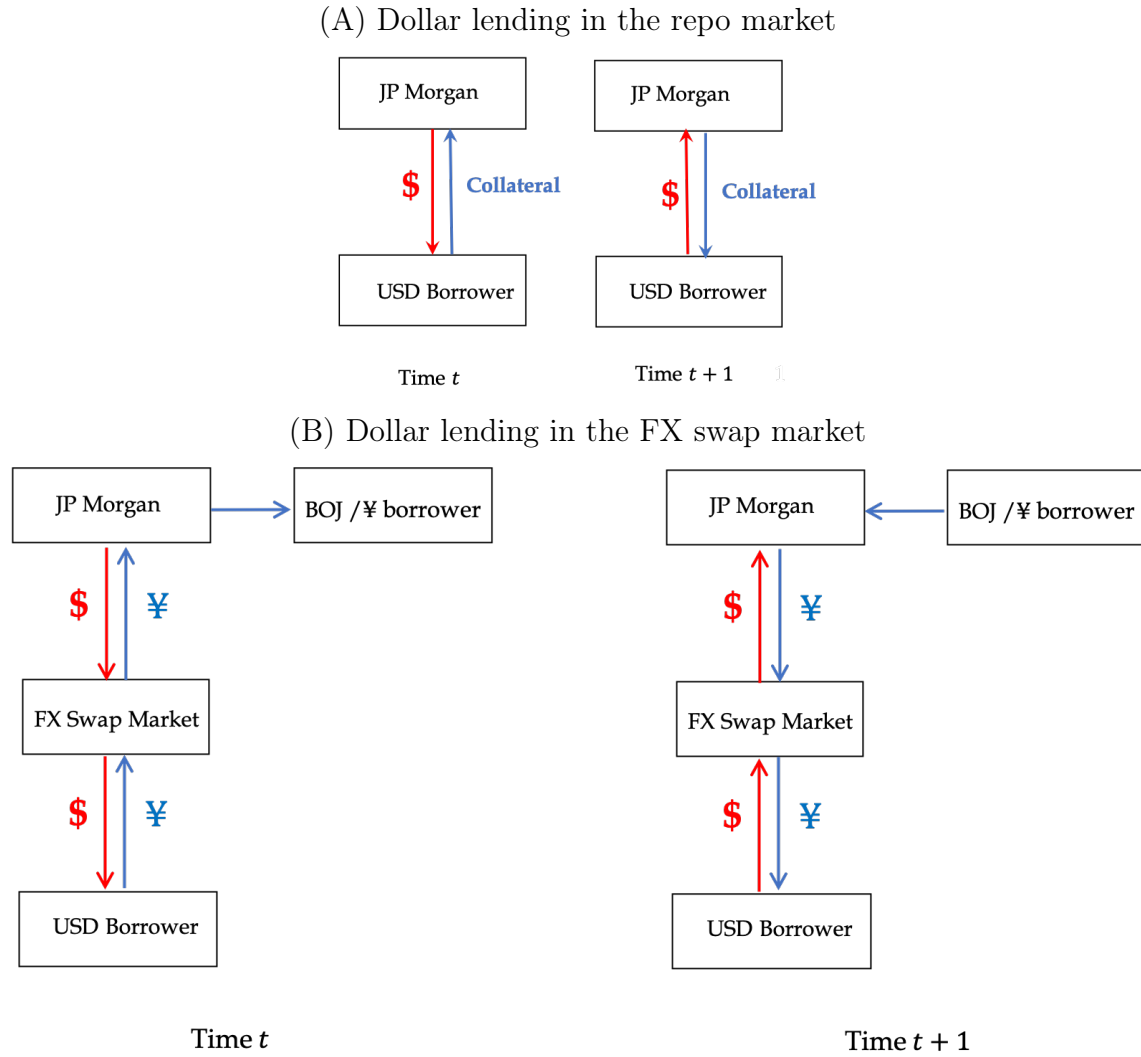 (A) Dollar lending in the repo market
JP Morgan
JP Morgan
$
Collateral
$
Collateral
USD Borrower
USD Borrower
Time t
Time t + 1
1
(B) Dollar lending in the FX swap market
JP Morgan
BOJ /¥ borrower
JP Morgan
BOJ /¥ borrower
$
¥
$
¥
FX Swap Market
FX Swap Market
$
¥
$
¥
USD Borrower
USD Borrower
Time t
Time t + 1